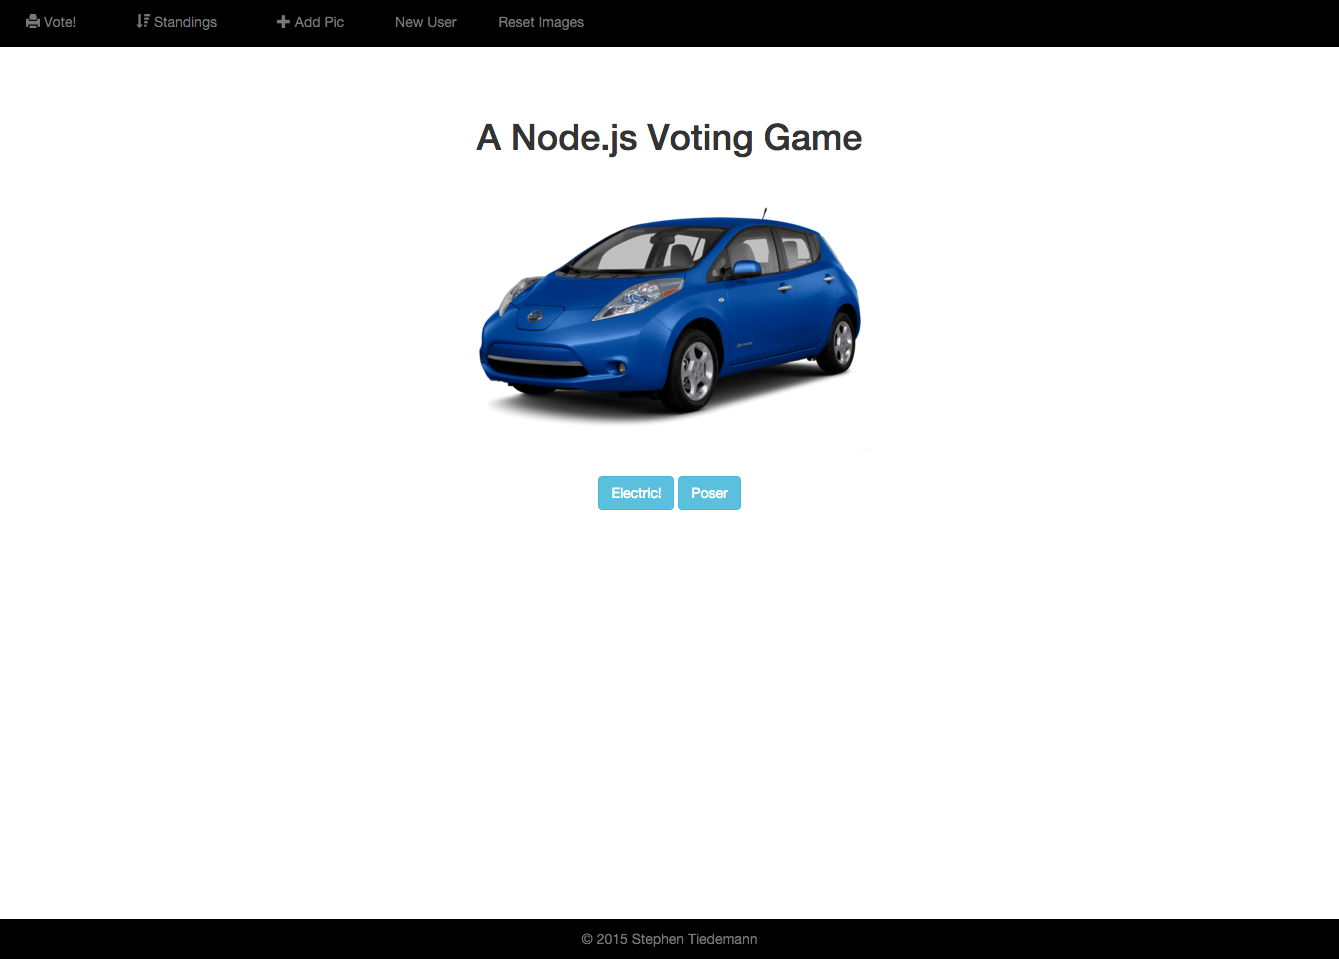 Vote! Standings Add Pic New User Reset Images
A Node.js Voting Game
Electric! Poser
© 2015 Stephen Tiedemann